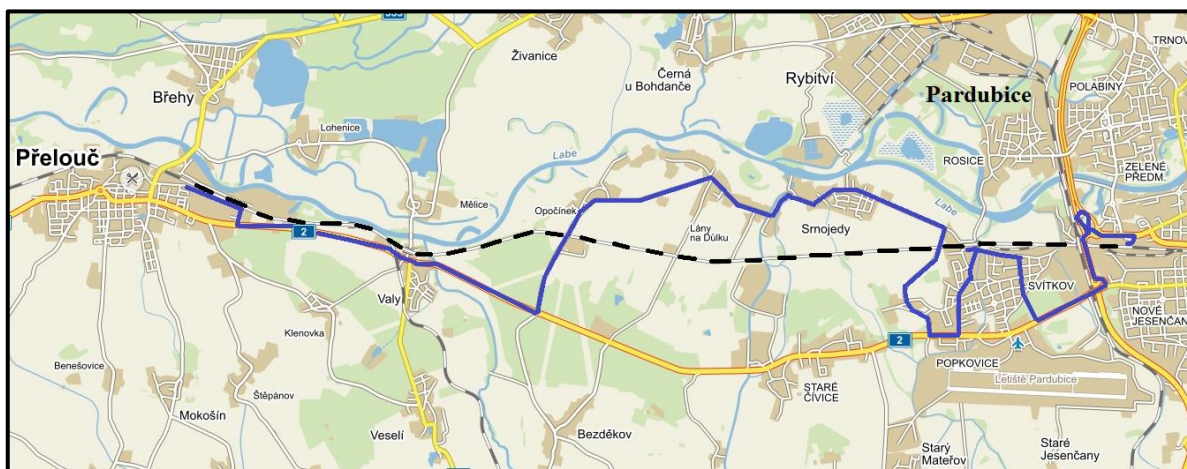 333
Břehy
Lohenice
Živanice
Černá
u Bohdanče
Rybitví
Pardubice
TRNOV
POLABINY
Přelouč
Labe
ROSICE
ZELENÉ
PŘEDM.
2
Mělice
Opočínek
Lány
na Důlku
Srnojedy
Labe
Valy
SVÍTKOV
Klenovka
2
NOVÉ
JESENČAN
POPKOVICE
Benešovice
Štěpánov
STARÉ
ČÍVICE
Letiště Pardubice
Mokošín
Veselí
Bezděkov
Starý
Mateřov
Staré
Jesenčany